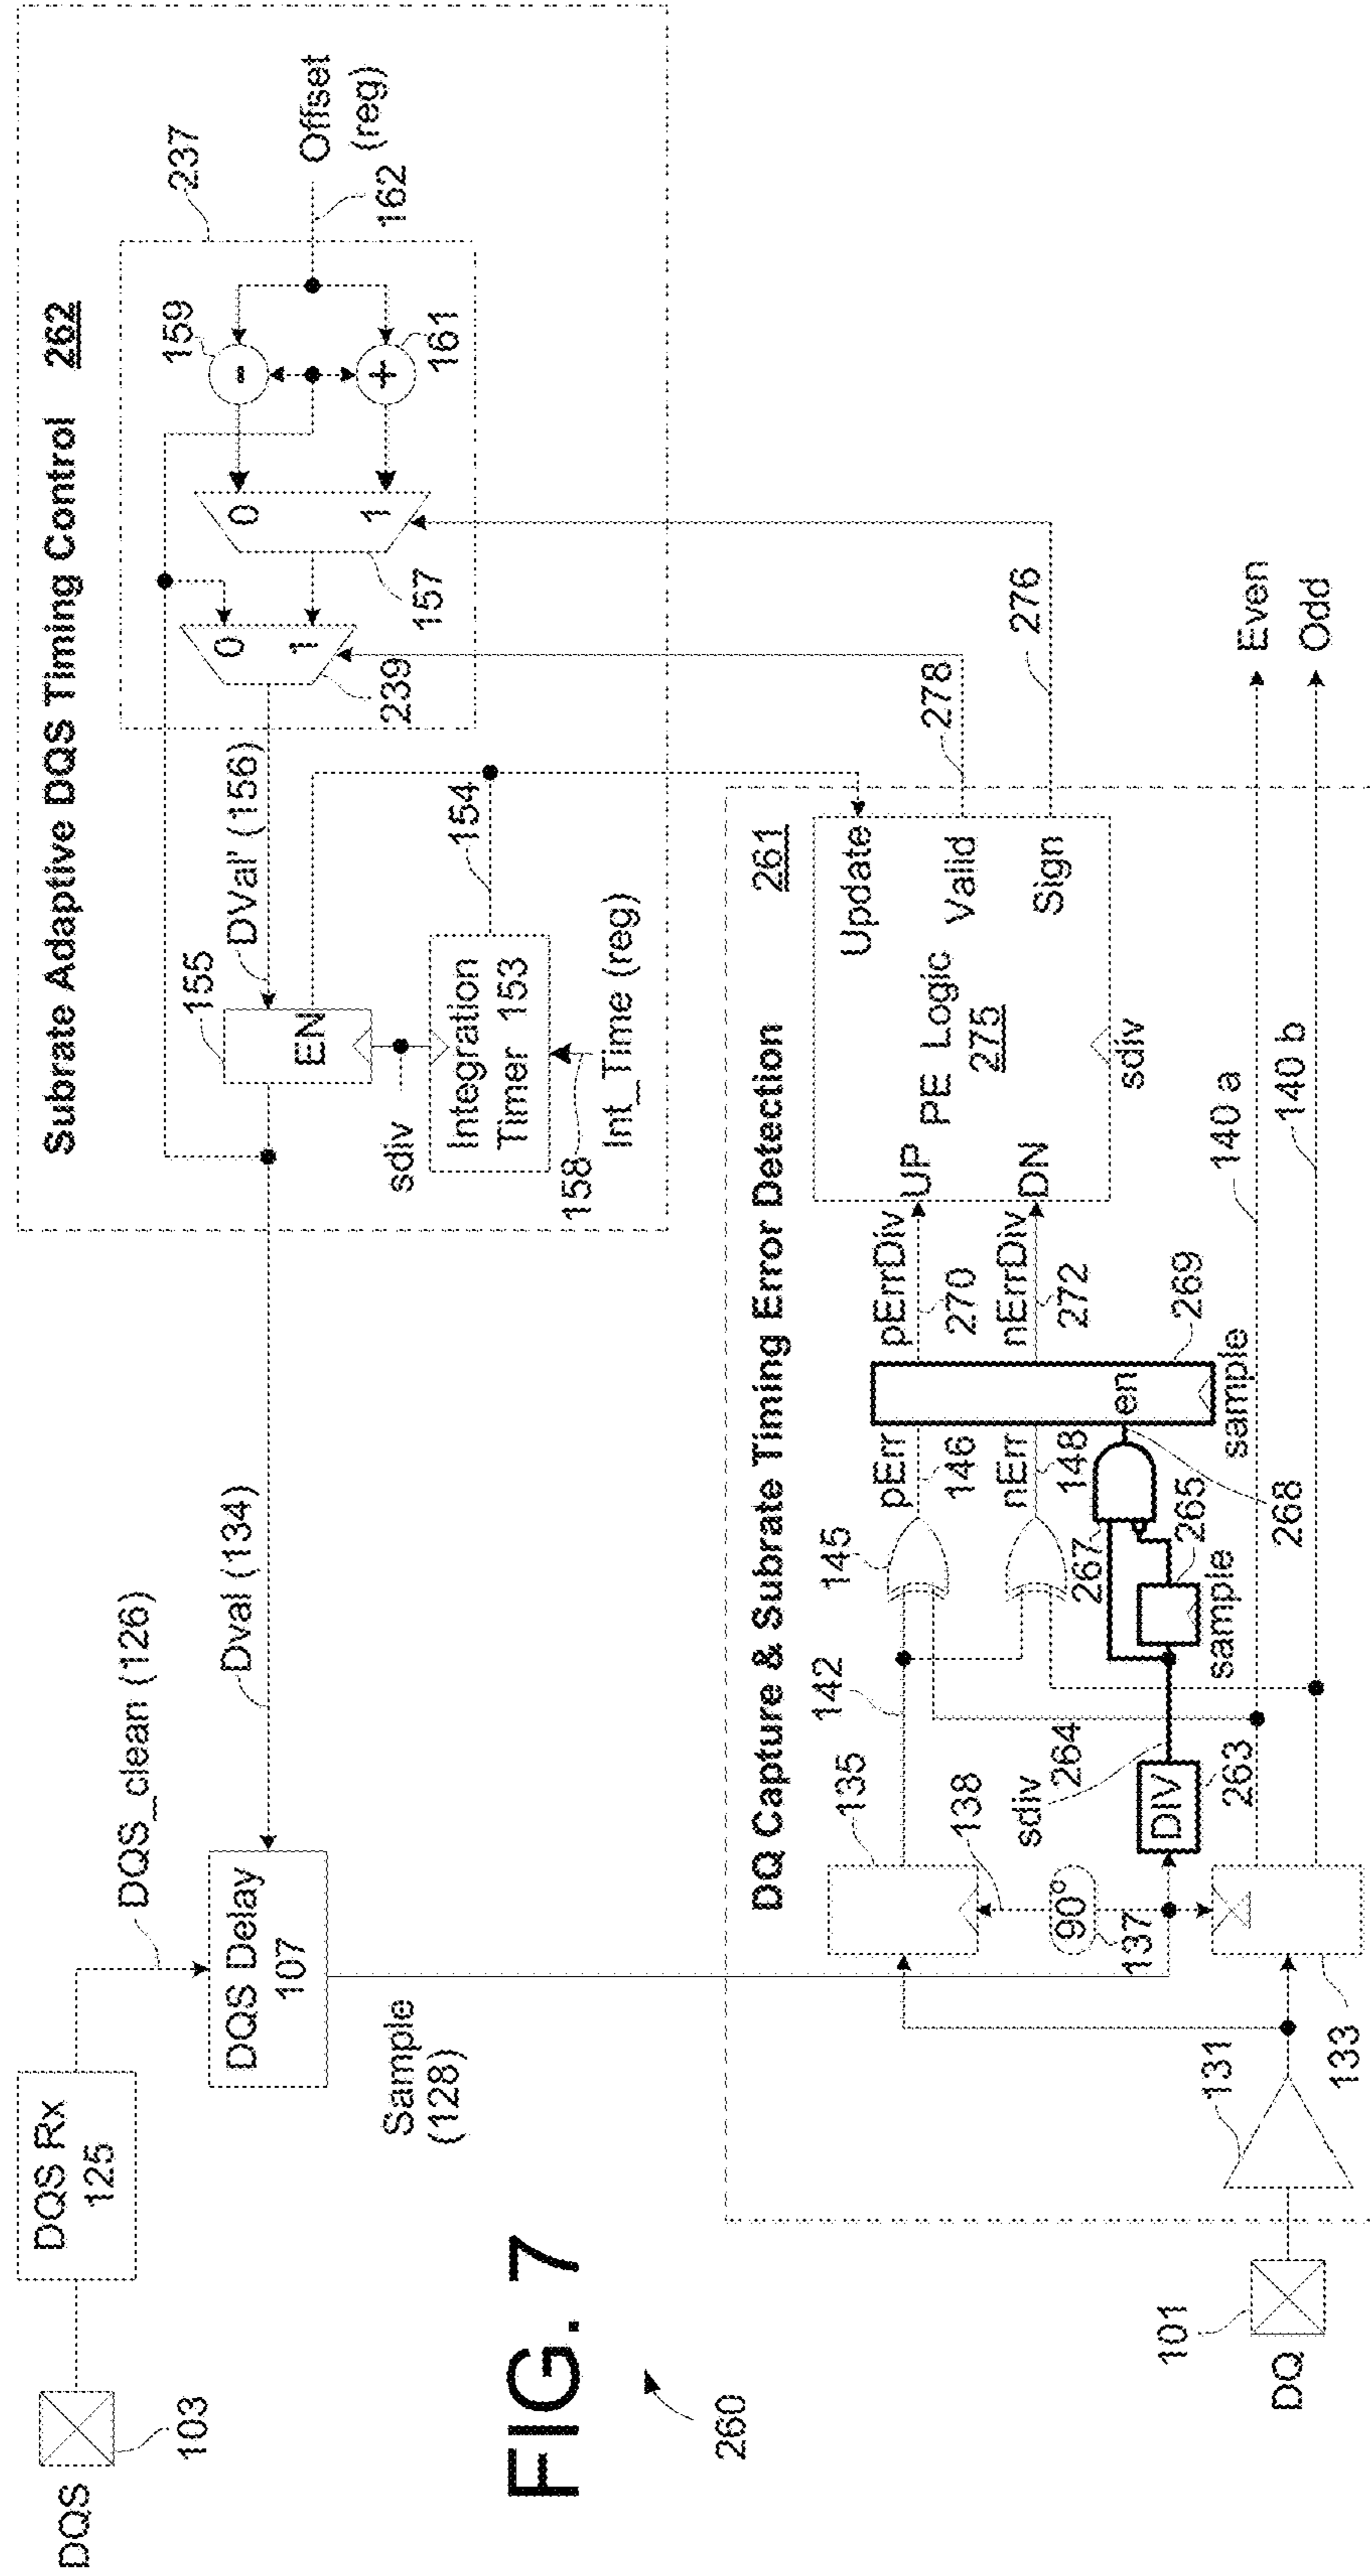 Subrate Adaptive DQS Timing Control 262
DQS
103
DQS Rx
125
DQS_clean (126)
DQS Delay
107
Dval (134)
Sample
(128)
155
EN
DVal' (156)
sdiv
Integration
Timer 153
154
158
Int_Time (reg)
239
0
1
157
0
1
159
-
+
161
237
162
Offset
(reg)
FIG. 7
260
DQ Capture & Subrate Timing Error Detection 261
101
DQ
131
133
135
137
90°
138
142
sdiv
264
DIV
263
145
pErr
146
nErr
148
267
265
sample
268
en
269
sample
pErrDiv
270
nErrDiv
272
UP
DN
PE Logic
275
Update
Valid
Sign
sdiv
278
276
140 a
140 b
Even
Odd